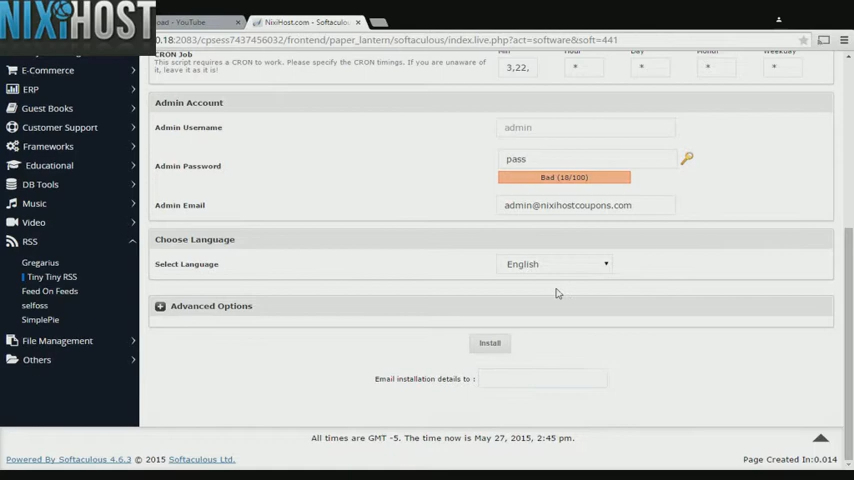 NIXIHOST
oad - YouTube
NixiHost.com - Softaculous
0.18:2083/cpsess7437456032/frontend/paper_lantern/softaculous/index.live.php?act=software&soft=441
E-Commerce
ERP
Guest Books
Customer Support
Frameworks
Educational
DB Tools
Music
Video
RSS
Gregarius
Tiny Tiny RSS
Feed On Feeds
selfoss
SimplePie
File Management
Others
CRON Job
Min Hour Day Month Weekday
This script requires a CRON to work. Please specify the CRON timings. If you are unaware of
it, leave it as it is!
3,22, * * * *
Admin Account
Admin Username
admin
Admin Password
pass
Bad (18/100)
Admin Email
admin@nixihostcoupons.com
Choose Language
Select Language
English
Advanced Options
Install
Email installation details to :
All times are GMT -5. The time now is May 27, 2015, 2:45 pm.
Powered By Softaculous 4.6.3 © 2015 Softaculous Ltd.
Page Created In:0.014